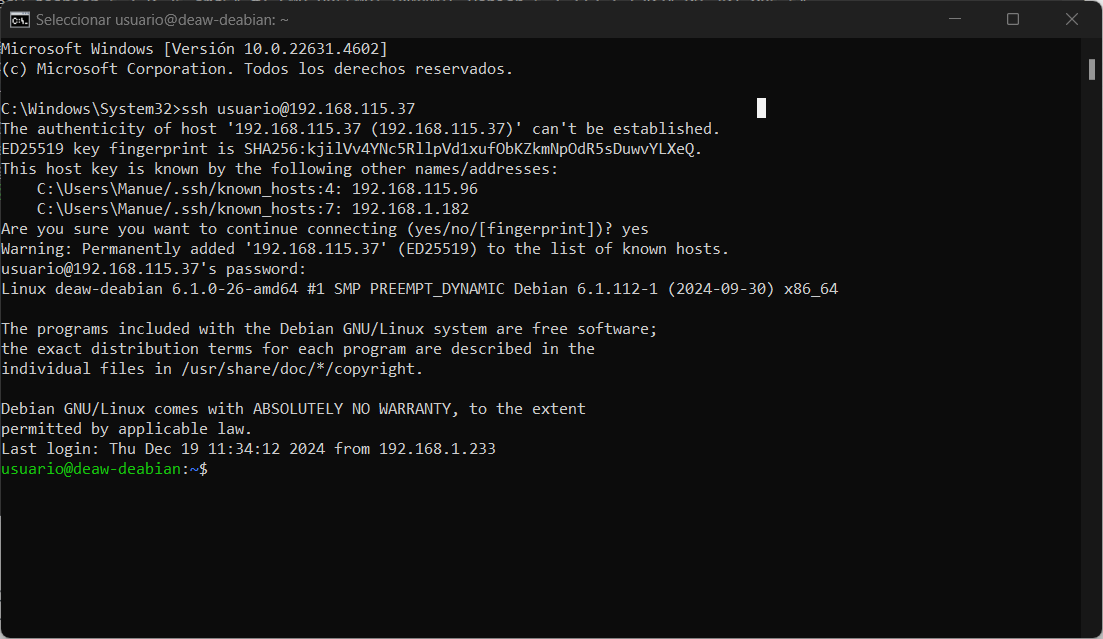 Seleccionar usuario@deaw-deabian: ~
Microsoft Windows [Versión 10.0.22631.4602]
(c) Microsoft Corporation. Todos los derechos reservados.
C:\Windows\System32>ssh usuario@192.168.115.37
The authenticity of host '192.168.115.37 (192.168.115.37)' can't be established.
ED25519 key fingerprint is SHA256:kjilVv4YNc5RllpVd1xufObKZkmNpOdR5sDuwvYLXeQ.
This host key is known by the following other names/addresses:
    C:\Users\Manue/.ssh/known_hosts:4: 192.168.115.96
    C:\Users\Manue/.ssh/known_hosts:7: 192.168.1.182
Are you sure you want to continue connecting (yes/no/[fingerprint])? yes
Warning: Permanently added '192.168.115.37' (ED25519) to the list of known hosts.
usuario@192.168.115.37's password:
Linux deaw-deabian 6.1.0-26-amd64 #1 SMP PREEMPT_DYNAMIC Debian 6.1.112-1 (2024-09-30) x86_64
The programs included with the Debian GNU/Linux system are free software;
the exact distribution terms for each program are described in the
individual files in /usr/share/doc/*/copyright.
Debian GNU/Linux comes with ABSOLUTELY NO WARRANTY, to the extent
permitted by applicable law.
Last login: Thu Dec 19 11:34:12 2024 from 192.168.1.233
usuario@deaw-deabian:~$